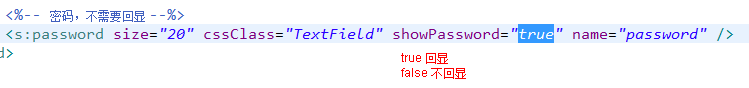 <%-- 密码，不需要回显 --%>
<s:password size="20" cssClass="TextField" showPassword="true" name="password" />
d>
true 回显
false 不回显